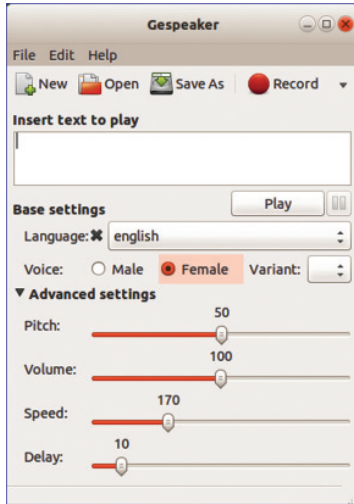 Gespeaker
File Edit Help
New Open Save As Record
Insert text to play
Play
Base settings
Language: english
Voice: Male Female Variant:
Advanced settings
50
Pitch:
100
Volume:
170
Speed:
10
Delay: